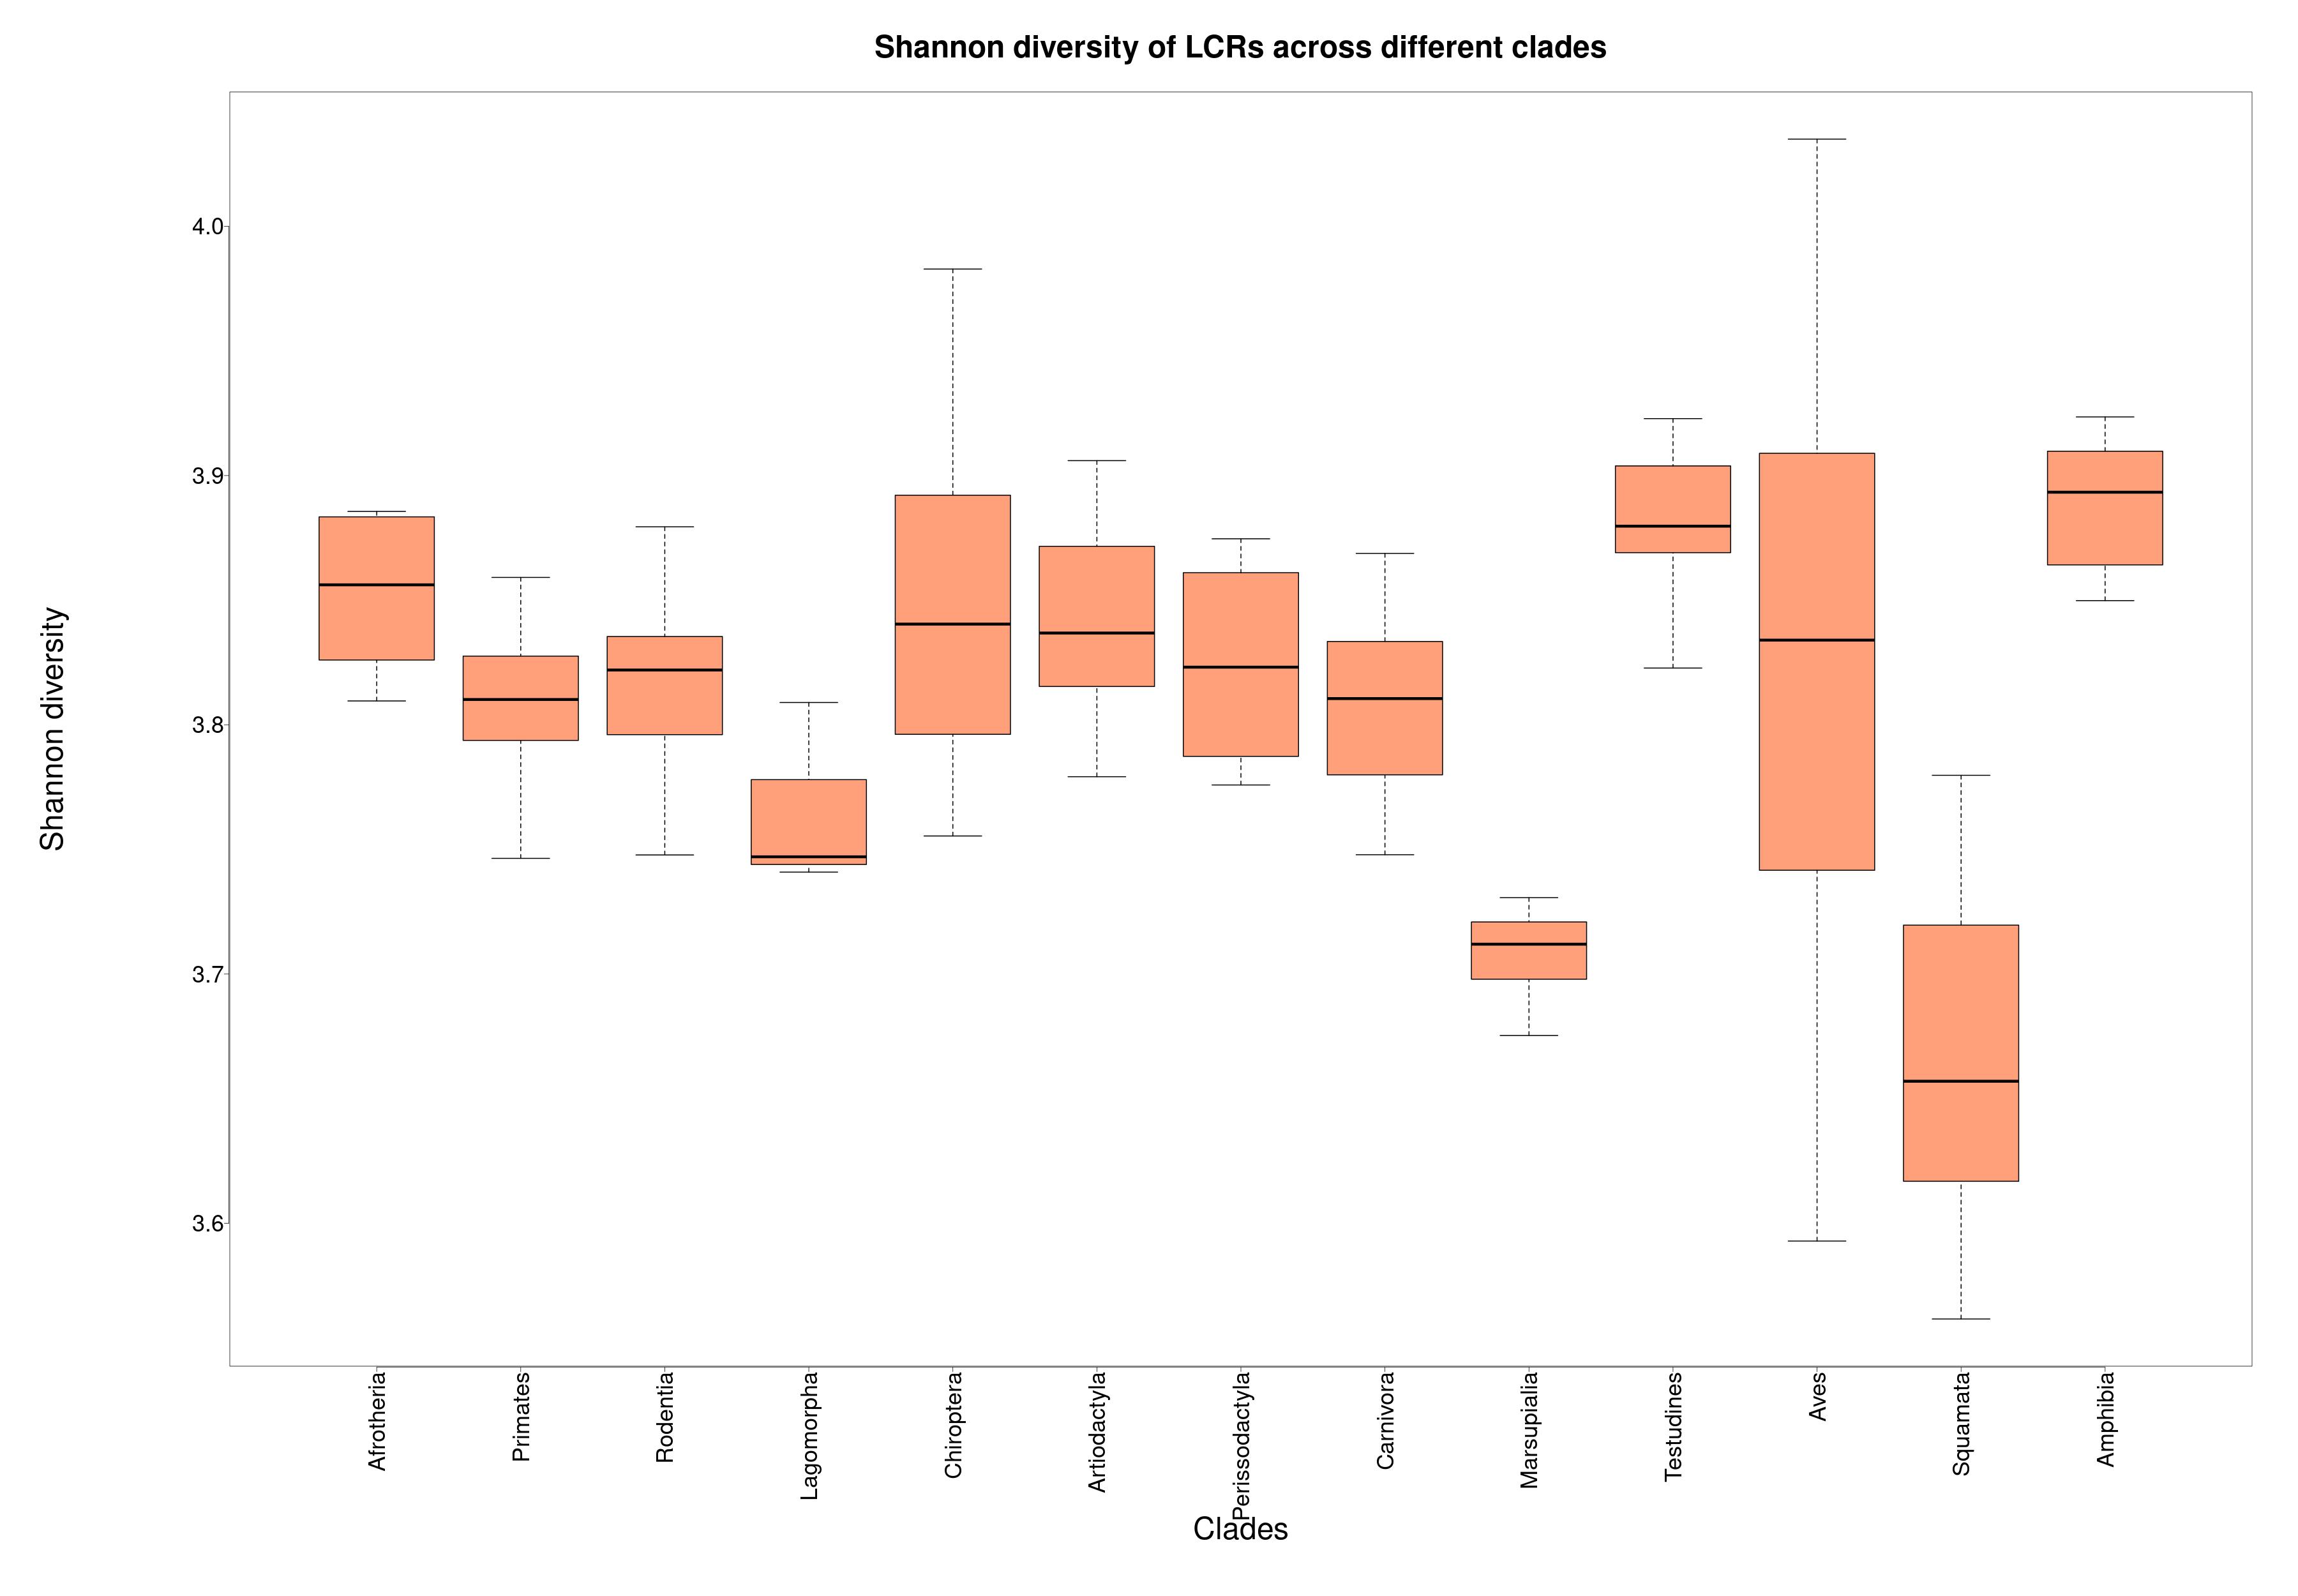 Shannon diversity of LCRs across different clades
Shannon diversity
4.0
3.9
3.8
3.7
3.6
Afrotheria
Primates
Rodentia
Lagomorpha
Chiroptera
Artiodactyla
Perissodactyla
Carnivora
Marsupialia
Testudines
Aves
Squamata
Amphibia
Clades